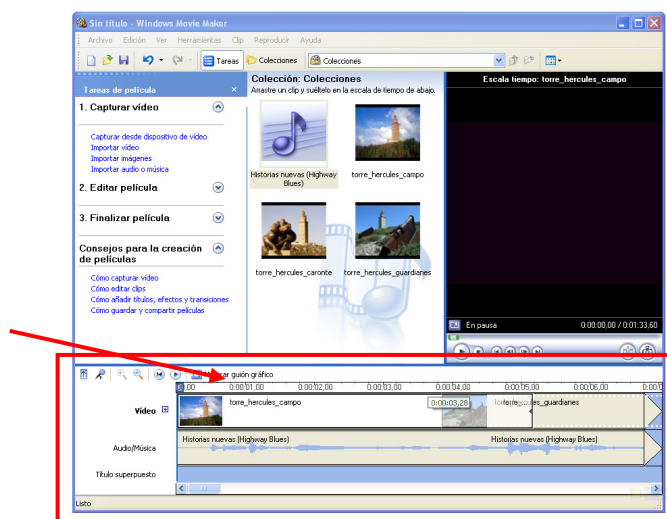 Sin título - Windows Movie Maker
Archivo Edición Ver Herramientas Clip Reproducir Ayuda
Tareas Colecciones Colecciones
Tareas de película
1. Capturar vídeo
Capturar desde dispositivo de vídeo
Importar vídeo
Importar imágenes
Importar audio o música
2. Editar película
3. Finalizar película
Consejos para la creación
de películas
Cómo capturar vídeo
Cómo editar clips
Cómo añadir títulos, efectos y transiciones
Cómo guardar y compartir películas
Colección: Colecciones
Arrastre un clip y suéltelo en la escala de tiempo de abajo.
Historias nuevas (Highway
Blues)
torre_hercules_campo
torre_hercules_caronte
torre_hercules_guardianes
Escala tiempo: torre_hercules_campo
En pausa 0:00:00,00 / 0:01:33,60
guión gráfico
0:00:01,00 0:00:02,00 0:00:03,00 0:00:04,00 0:00:05,00 0:00:06,00
Vídeo
torre_hercules_campo
0:00:03,28
Audio/Música
Historias nuevas (Highway Blues) Historias nuevas (Highway Blues)
Título superpuesto
Listo